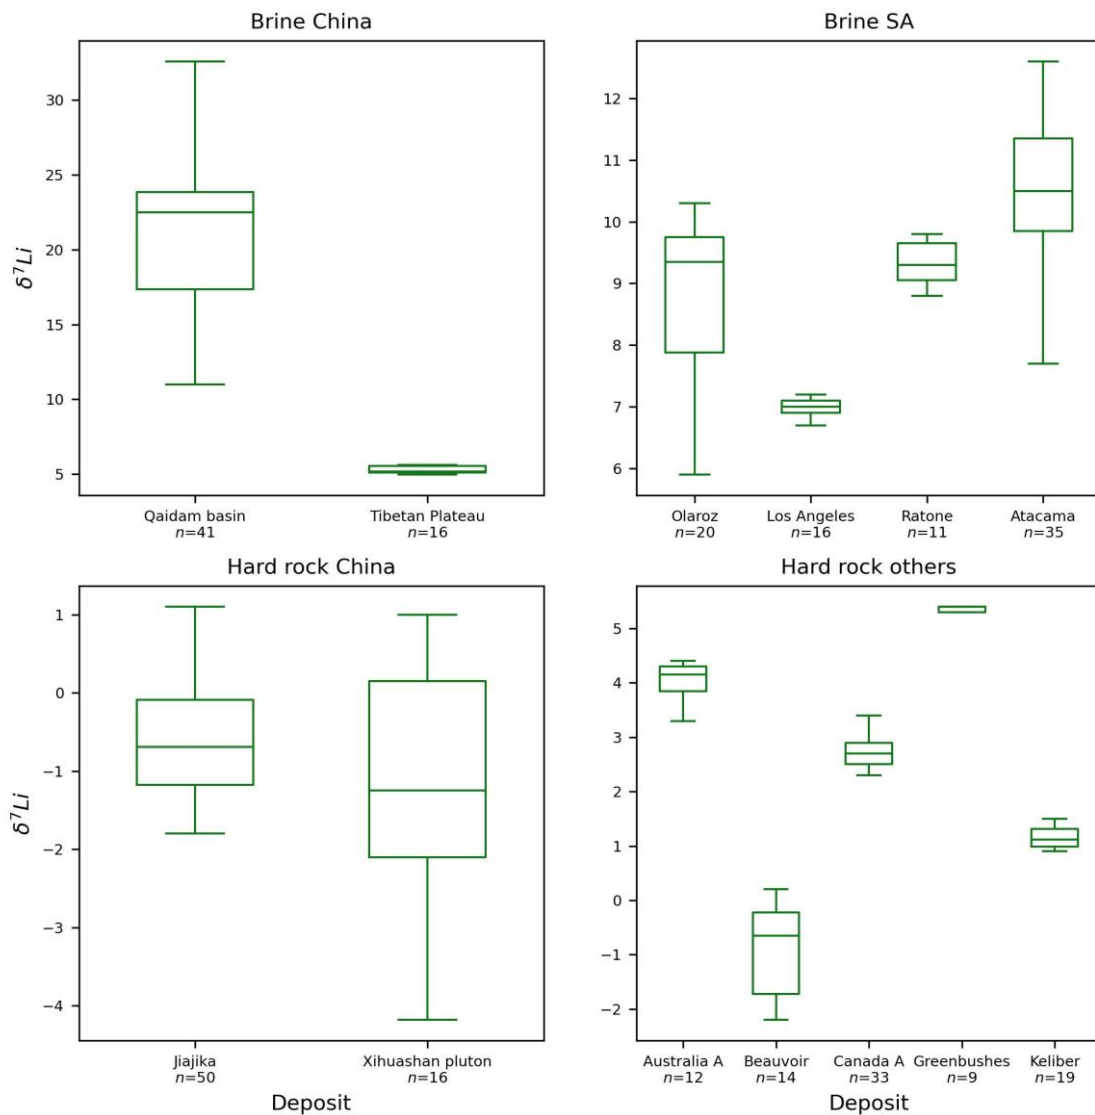 Brine China
Brine SA
δ⁷Li
30
25
20
15
10
5
12
11
10
9
8
7
6
Qaidam basin
n=41
Tibetan Plateau
n=16
Olaroz
n=20
Los Angeles
n=16
Ratone
n=11
Atacama
n=35
Hard rock China
Hard rock others
δ⁷Li
1
0
−1
−2
−3
−4
5
4
3
2
1
0
−1
−2
Jiajika
n=50
Xihuashan pluton
n=16
Australia A
n=12
Beauvoir
n=14
Canada A
n=33
Greenbushes
n=9
Keliber
n=19
Deposit
Deposit